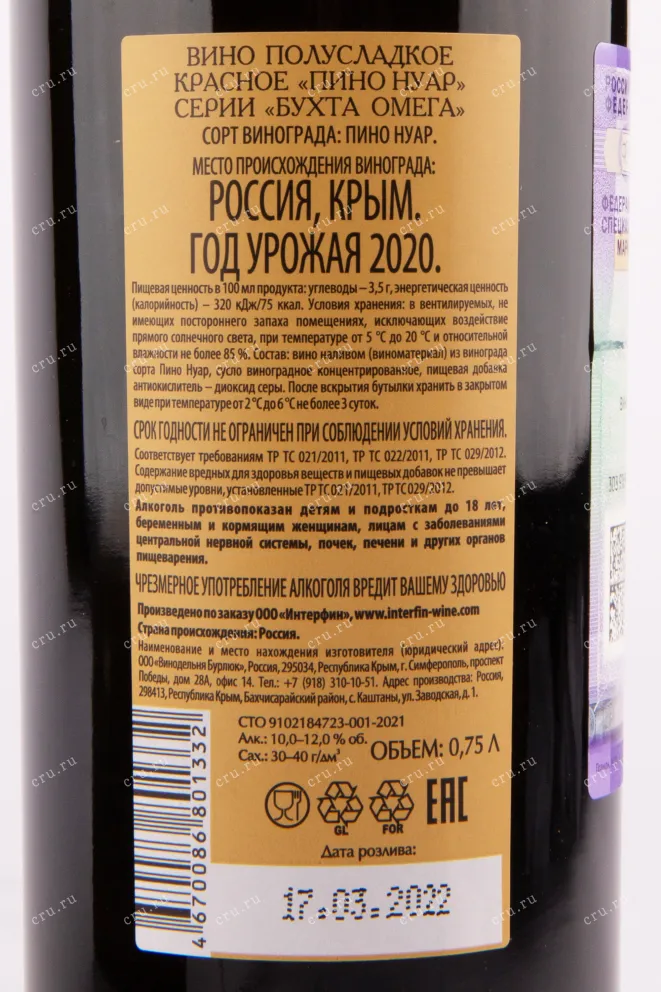 ВИНО ПОЛУСЛАДКОЕ
КРАСНОЕ «ПИНО НУАР»
СЕРИИ «БУХТА ОМЕГА»
СОРТ ВИНОГРАДА: ПИНО НУАР.
МЕСТО ПРОИСХОЖДЕНИЯ ВИНОГРАДА:
РОССИЯ, КРЫМ.
ГОД УРОЖАЯ 2020.
Пищевая ценность в 100 мл продукта: углеводы – 3,5 г, энергетическая ценность
(калорийность) – 320 кДж/75 ккал. Условия хранения: в вентилируемых, не
имеющих постороннего запаха помещениях, исключающих воздействие
прямого солнечного света, при температуре от 5 °С до 20 °С и относительной
влажности не более 85 %. Состав: вино наливом (виноматериал) из винограда
сорта Пино Нуар, сусло виноградное концентрированное, пищевая добавка
антиокислитель – диоксид серы. После вскрытия бутылки хранить в закрытом
виде при температуре от 2 °С до 6 °С не более 3 суток.
СРОК ГОДНОСТИ НЕ ОГРАНИЧЕН ПРИ СОБЛЮДЕНИИ УСЛОВИЙ ХРАНЕНИЯ.
Соответствует требованиям ТР ТС 021/2011, ТР ТС 022/2011, ТР ТС 029/2012.
Содержание вредных для здоровья веществ и пищевых добавок не превышает
допустимые уровни, установленные ТР ТС 021/2011, ТР ТС 029/2012.
Алкоголь противопоказан детям и подросткам до 18 лет,
беременным и кормящим женщинам, лицам с заболеваниями
центральной нервной системы, почек, печени и других органов
пищеварения.
ЧРЕЗМЕРНОЕ УПОТРЕБЛЕНИЕ АЛКОГОЛЯ ВРЕДИТ ВАШЕМУ ЗДОРОВЬЮ
Произведено по заказу ООО «Интерфин», www.interfin-wine.com
Страна происхождения: Россия.
Наименование и место нахождения изготовителя (юридический адрес):
ООО «Винодельня Бурлюк», Россия, 295034, Республика Крым, г. Симферополь, проспект
Победы, дом 28А, офис 14. Тел.: +7 (918) 310-10-51. Адрес производства: Россия,
298413, Республика Крым, Бахчисарайский район, с. Каштаны, ул. Заводская, д. 1.
СТО 9102184723-001-2021
Алк.: 10,0–12,0 % об.
Сах.: 30–40 г/дм³
ОБЪЕМ: 0,75 Л
GL
FOR
ЕАС
Дата розлива:
17.03.2022
4 670086 801332
cru.ru